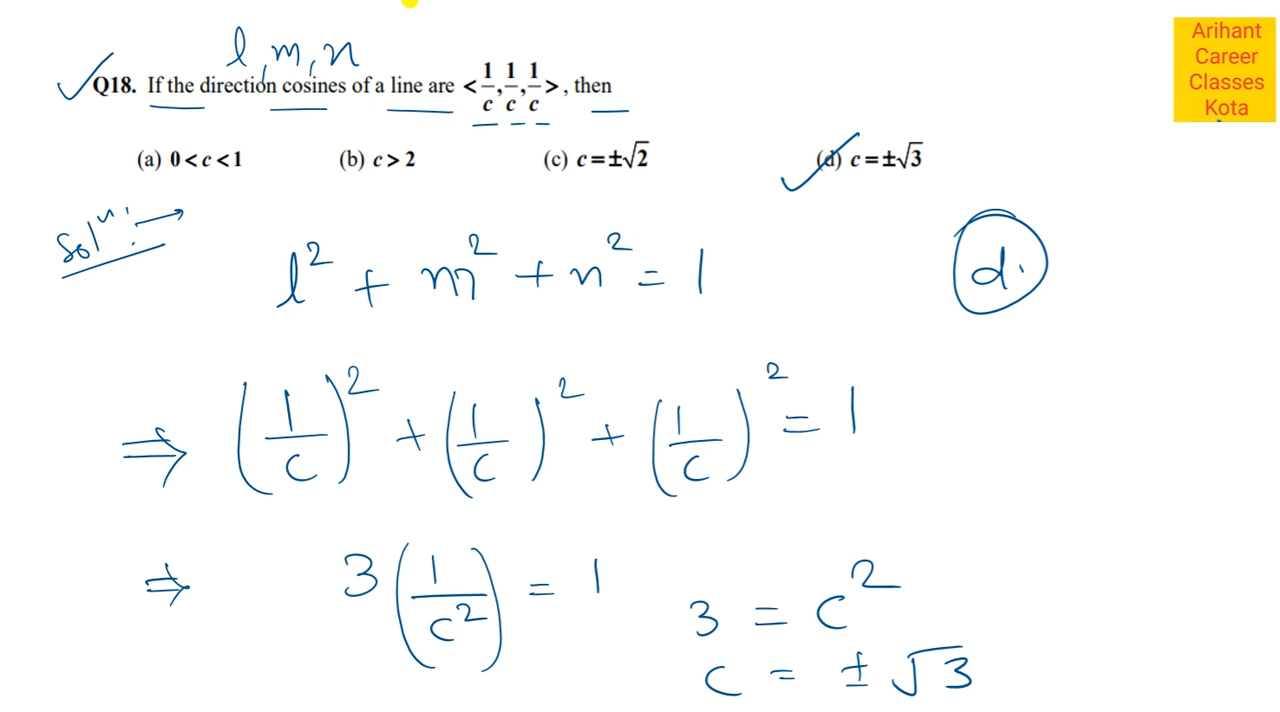 l, m, n
Arihant
Career
Classes
Kota
Q18. If the direction cosines of a line are <1/c, 1/c, 1/c>, then
(a) 0 < c < 1 (b) c > 2 (c) c = ±√2 (d) c = ±√3
Solⁿ: →
l² + m² + n² = 1
d.
⇒ (1/c)² + (1/c)² + (1/c)² = 1
⇒ 3(1/c²) = 1
3 = c²
c = ±√3